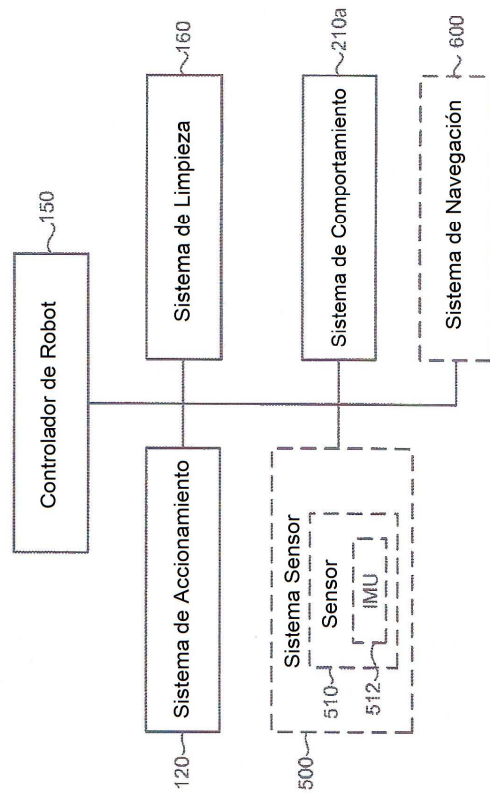 150
Controlador de Robot
120
Sistema de Accionamiento
160
Sistema de Limpieza
500
Sistema Sensor
510
Sensor
512
IMU
210a
Sistema de Comportamiento
600
Sistema de Navegación